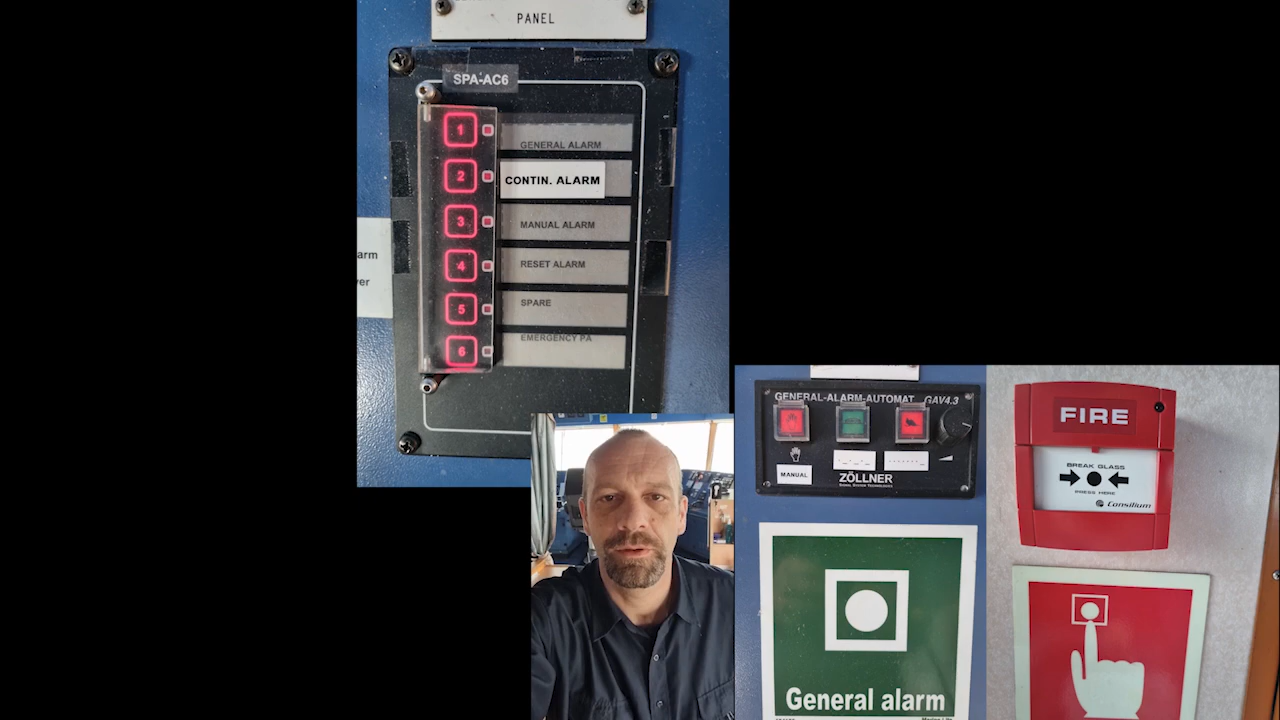 PANEL
SPA-AC6
1
GENERAL ALARM
2
CONTIN. ALARM
3
MANUAL ALARM
4
RESET ALARM
5
SPARE
6
EMERGENCY PA
arm
ver
GENERAL-ALARM-AUTOMAT GAV4.3
MANUAL
ZÖLLNER
SIGNAL SYSTEM TECHNOLOGIES
General alarm
FIRE
BREAK GLASS
PRESS HERE
Consilium